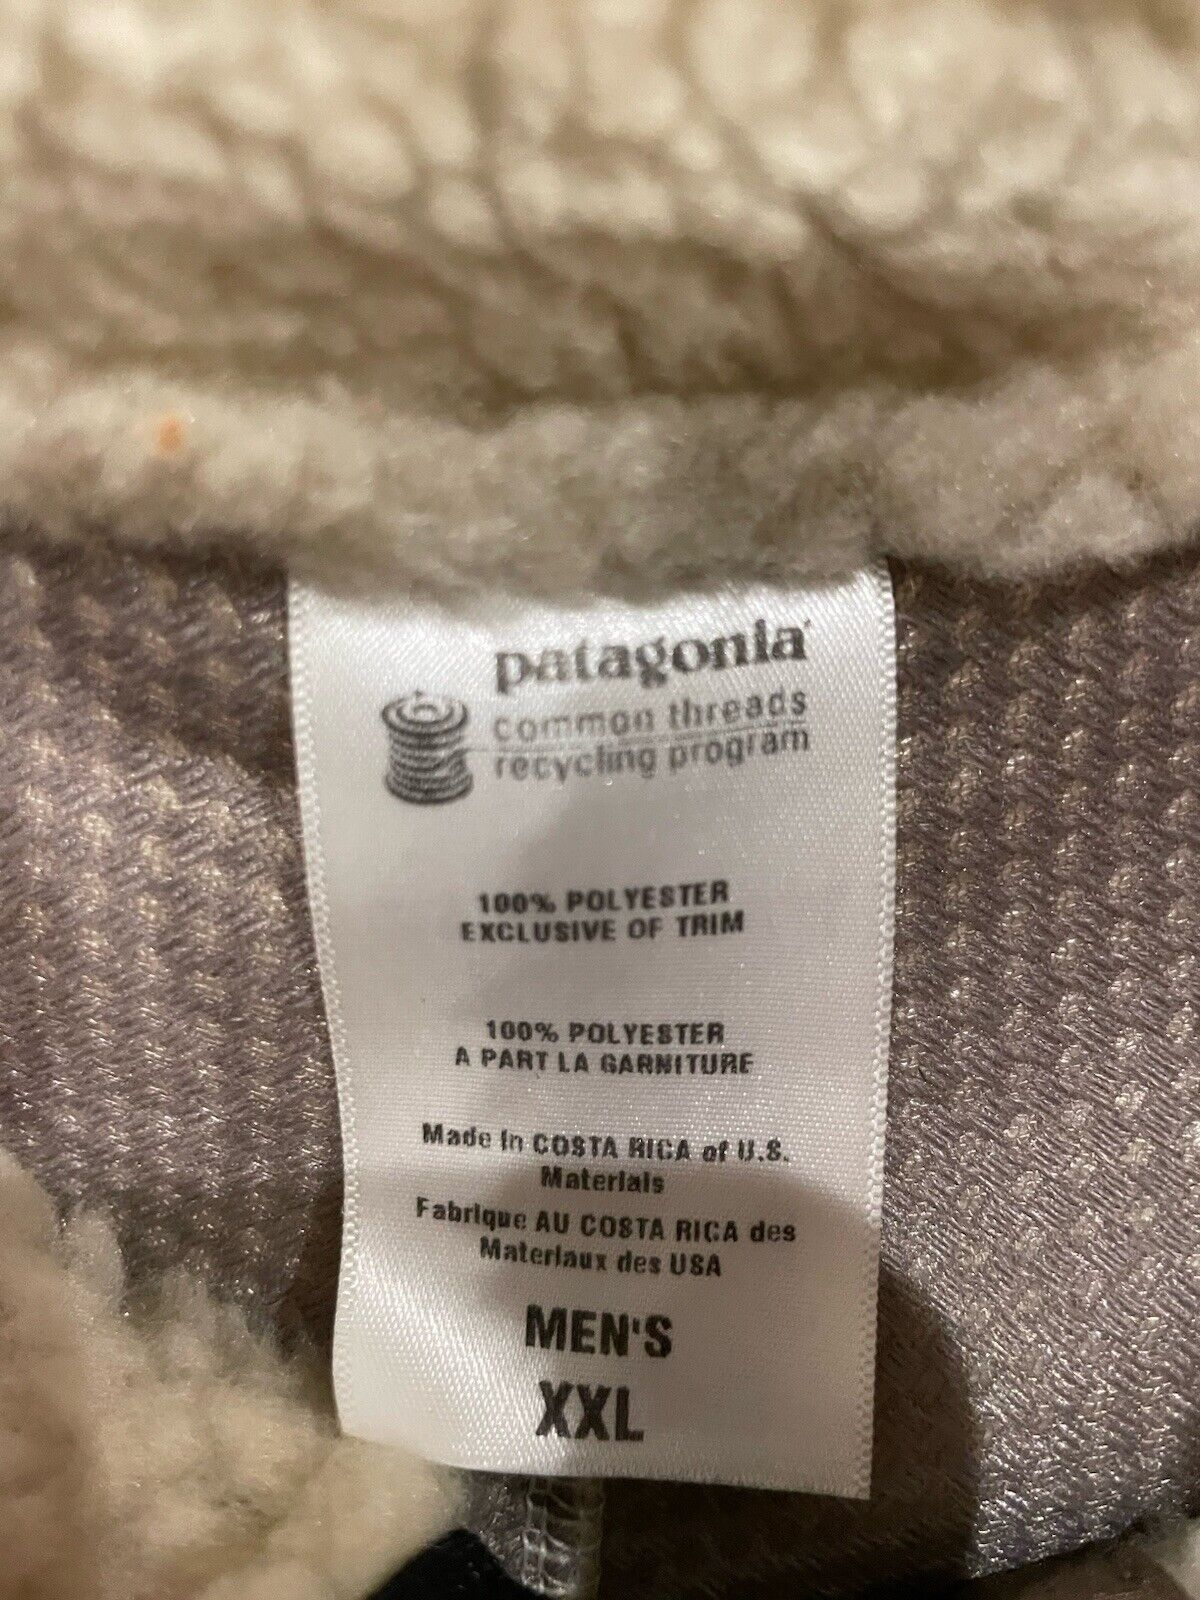 patagonia
common threads
recycling program
100% POLYESTER
EXCLUSIVE OF TRIM
100% POLYESTER
A PART LA GARNITURE
Made in COSTA RICA of U.S.
Materials
Fabrique AU COSTA RICA des
Materiaux des USA
MEN'S
XXL